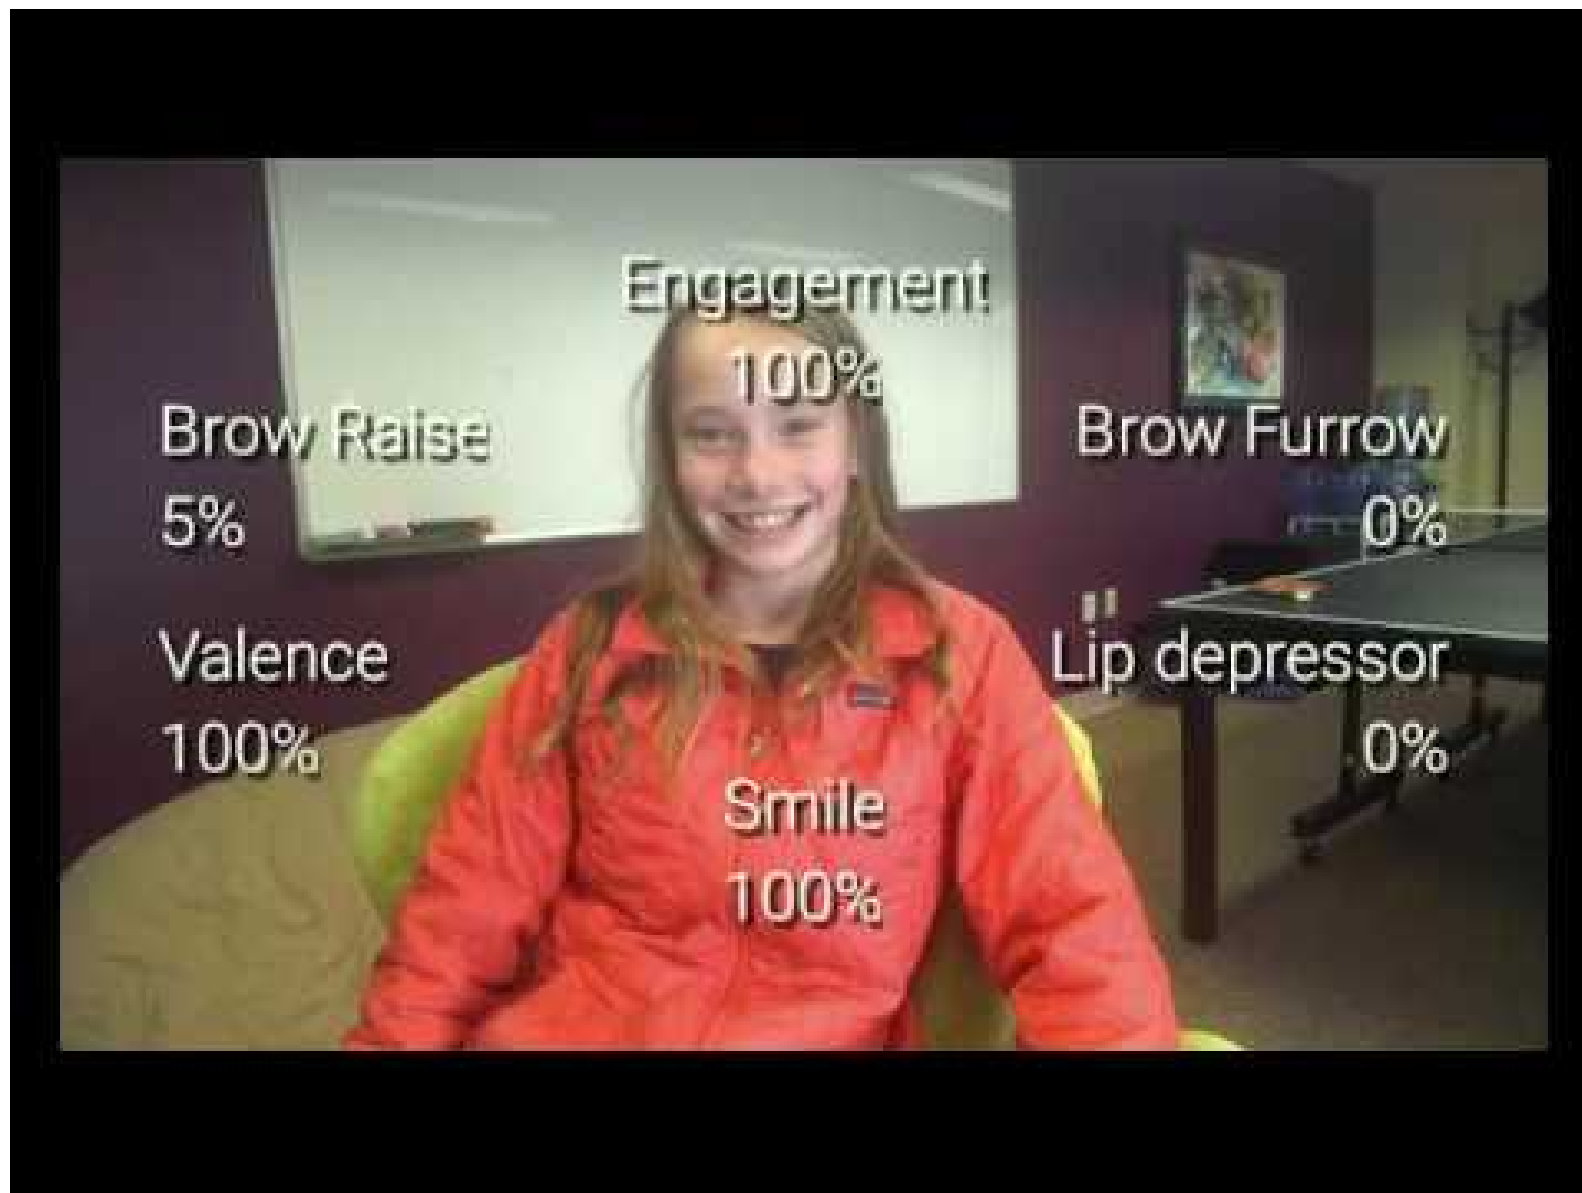 Engagement
100%
Brow Raise
5%
Brow Furrow
0%
Valence
100%
Lip depressor
0%
Smile
100%